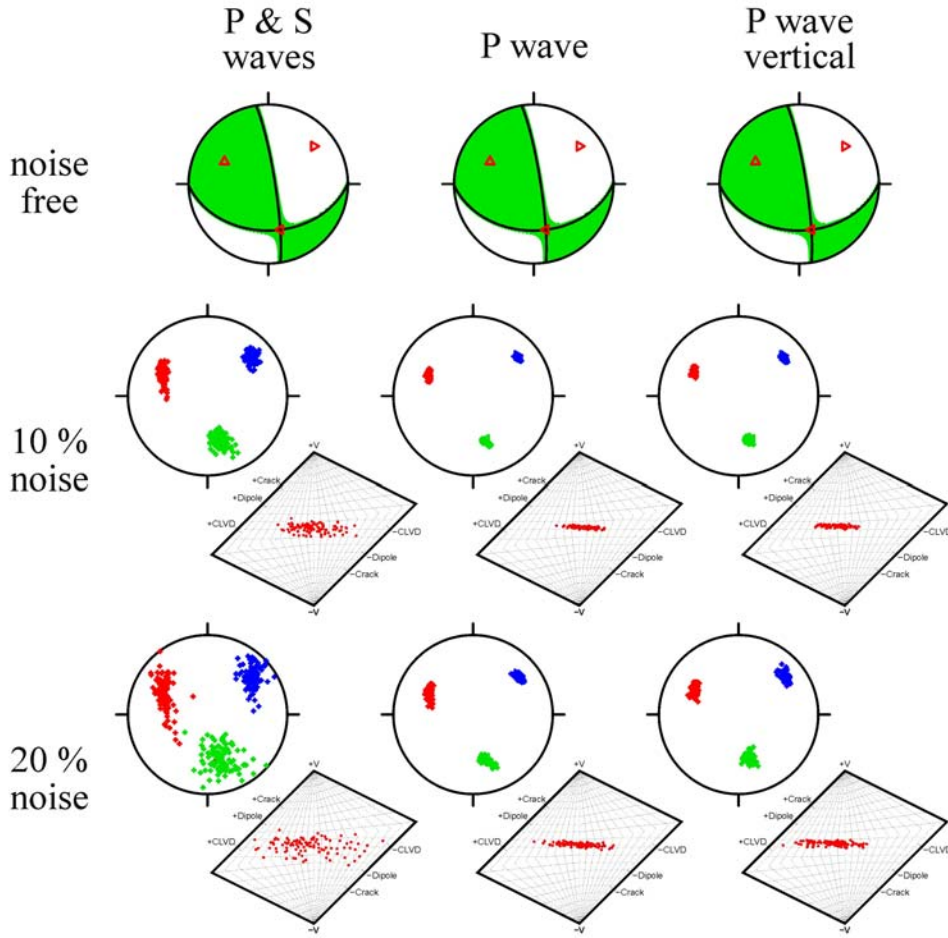 P & S
waves
P wave
P wave
vertical
noise
free
10 %
noise
+V
+Crack
+Dipole
+CLVD
−CLVD
−Dipole
−Crack
−V
+V
+Crack
+Dipole
+CLVD
−CLVD
−Dipole
−Crack
−V
+V
+Crack
+Dipole
+CLVD
−CLVD
−Dipole
−Crack
−V
20 %
noise
+V
+Crack
+Dipole
+CLVD
−CLVD
−Dipole
−Crack
−V
+V
+Crack
+Dipole
+CLVD
−CLVD
−Dipole
−Crack
−V
+V
+Crack
+Dipole
+CLVD
−CLVD
−Dipole
−Crack
−V